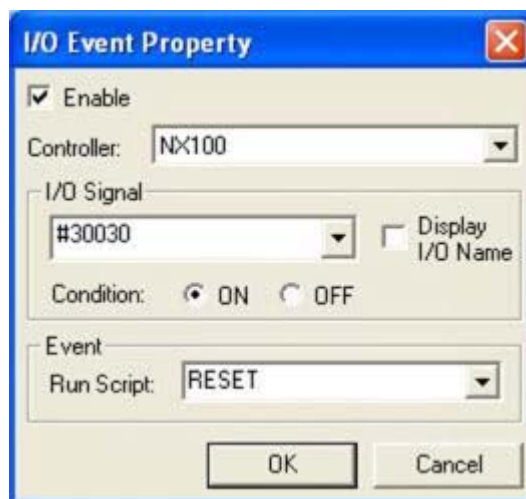 I/O Event Property
Enable
Controller: NX100
I/O Signal
#30030
Display
I/O Name
Condition: ON OFF
Event
Run Script: RESET
OK Cancel